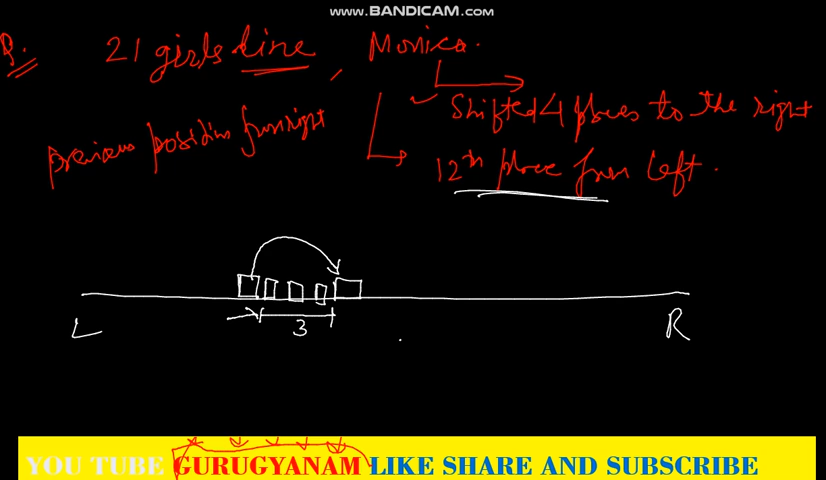 www.BANDICAM.com
Q. 21 girls line, Monica.
Shifted 4 places to the right
previous position from right
12th place from left.
3
L R
YOU TUBE GURUGYANAM LIKE SHARE AND SUBSCRIBE